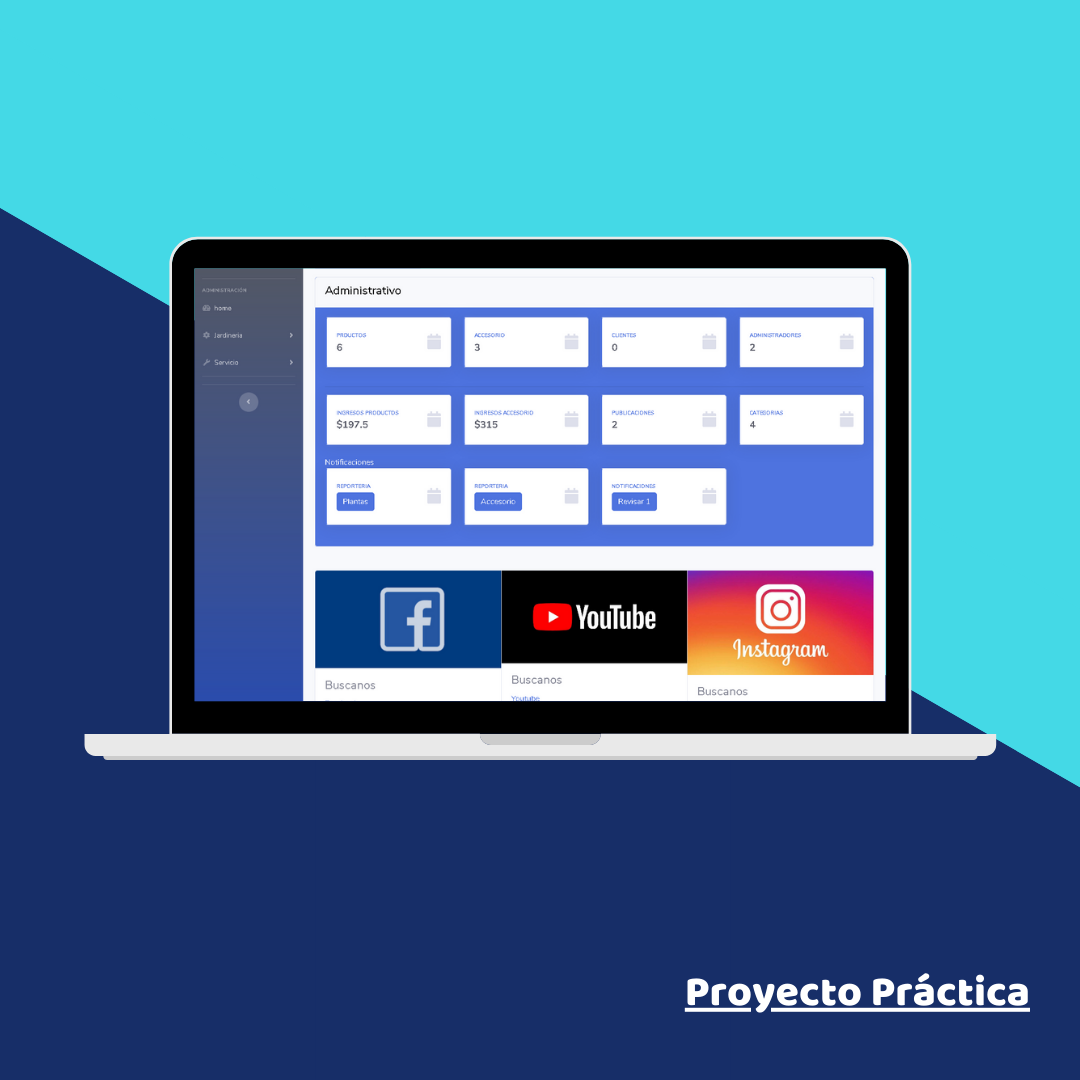 ADMINISTRACIÓN
home
Jardineria
Servicio
Administrativo
PRDUCTOS
6
ACCESORIO
3
CLIENTES
0
ADMINISTRADORES
2
INGRESOS PRODUCTOS
$197.5
INGRESOS ACCESORIO
$315
PUBLICACIONES
2
CATEGORIAS
4
Notificaciones
REPORTERIA
Plantas
REPORTERIA
Accesorio
NOTIFICACIONES
Revisar 1
YouTube
Instagram
Buscanos
Buscanos
Youtube
Buscanos
Proyecto Práctica